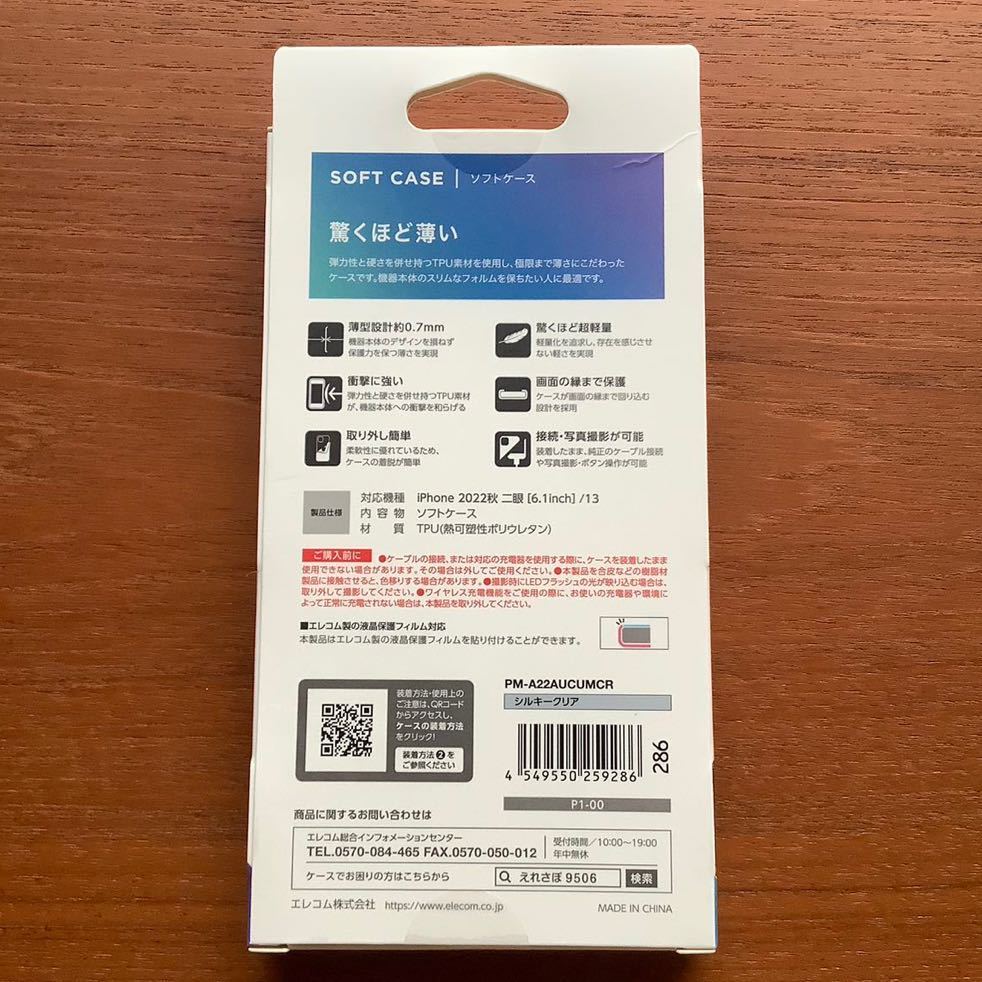 SOFT CASE | ソフトケース
驚くほど薄い
弾力性と硬さを併せ持つTPU素材を使用し、極限まで薄さにこだわった
ケースです。機器本体のスリムなフォルムを保ちたい人に最適です。
薄型設計約0.7mm
機器本体のデザインを損ねず
保護力を保つ薄さを実現
驚くほど超軽量
軽量化を追求し、存在を感じさせ
ない軽さを実現
衝撃に強い
弾力性と硬さを併せ持つTPU素材
が、機器本体への衝撃を和らげる
画面の縁まで保護
ケースが画面の縁まで回り込む
設計を採用
取り外し簡単
柔軟性に優れているため、
ケースの着脱が簡単
接続・写真撮影が可能
装着したまま、純正のケーブル接続
や写真撮影・ボタン操作が可能
製品仕様
対応機種 iPhone 2022秋 二眼 [6.1inch] /13
内容物 ソフトケース
材質 TPU(熱可塑性ポリウレタン)
ご購入前に ●ケーブルの接続、または対応の充電器を使用する際に、ケースを装着したまま
使用できない場合があります。その場合は外してご使用ください。●本製品を合皮などの樹脂材
製品に接触させると、色移りする場合があります。●撮影時にLEDフラッシュの光が映り込む場合は、
取り外して撮影してください。●ワイヤレス充電機能をご使用の際に、お使いの充電器や環境に
よって正常に充電されない場合は、本製品を取り外してください。
■エレコム製の液晶保護フィルム対応
本製品はエレコム製の液晶保護フィルムを貼り付けることができます。
装着方法・使用上の
ご注意は、QRコード
からアクセスし、
ケースの装着方法
をクリック!
装着方法❷を
ご参照ください
PM-A22AUCUMCR
シルキークリア
4 549550 259286
286
P1-00
商品に関するお問い合わせは
エレコム総合インフォメーションセンター
TEL.0570-084-465 FAX.0570-050-012
受付時間/10:00〜19:00
年中無休
ケースでお困りの方はこちらから
えれさぽ 9506 検索
エレコム株式会社 https://www.elecom.co.jp
MADE IN CHINA